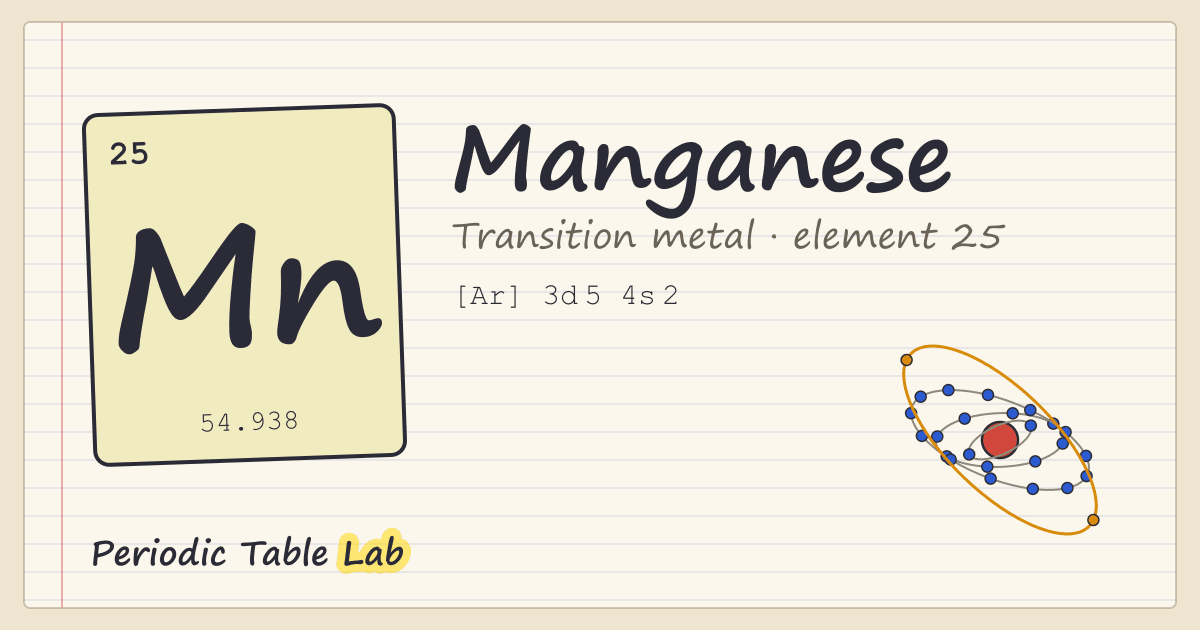 25
Mn
54.938
Manganese
Transition metal · element 25
[Ar] 3d5 4s2
Periodic Table Lab